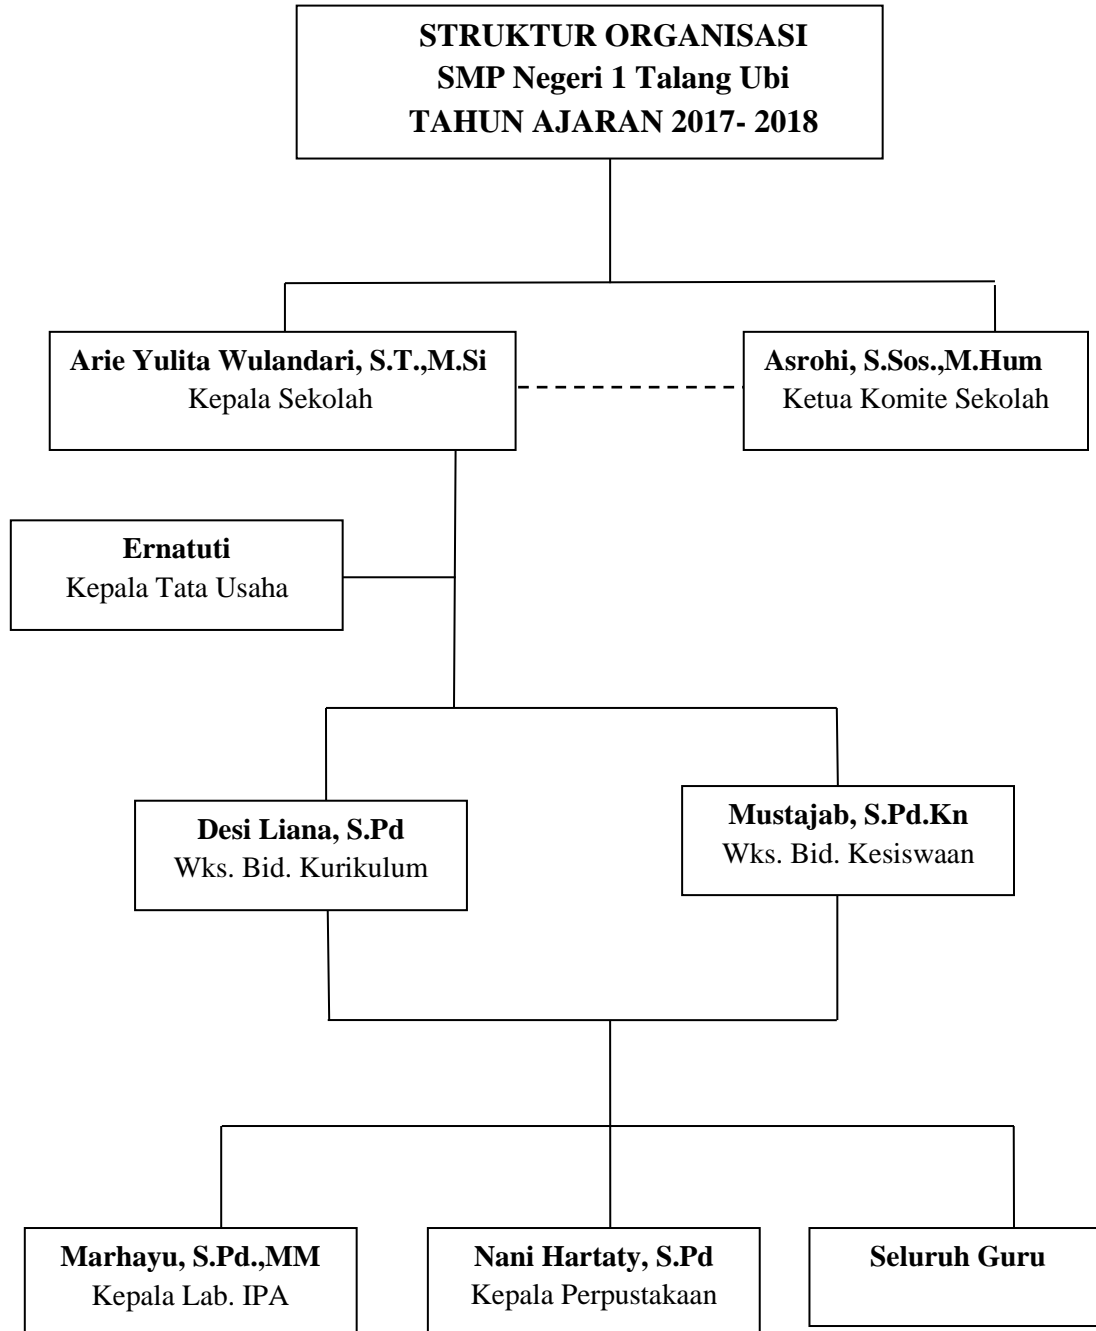 STRUKTUR ORGANISASI
SMP Negeri 1 Talang Ubi
TAHUN AJARAN 2017- 2018
Arie Yulita Wulandari, S.T.,M.Si
Kepala Sekolah
Asrohi, S.Sos.,M.Hum
Ketua Komite Sekolah
Ernatuti
Kepala Tata Usaha
Desi Liana, S.Pd
Wks. Bid. Kurikulum
Mustajab, S.Pd.Kn
Wks. Bid. Kesiswaan
Marhayu, S.Pd.,MM
Kepala Lab. IPA
Nani Hartaty, S.Pd
Kepala Perpustakaan
Seluruh Guru